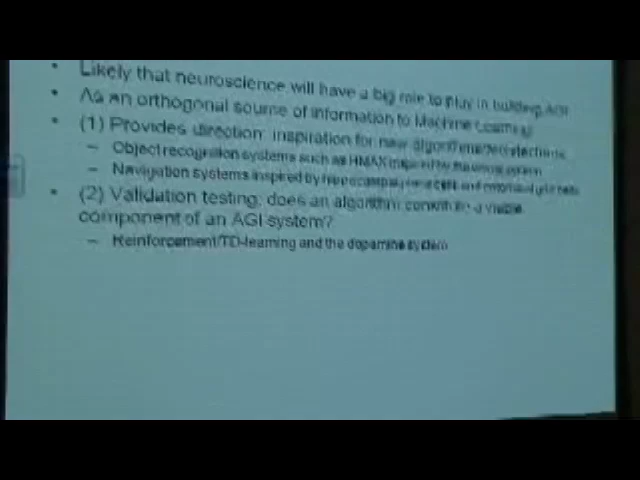 • Likely that neuroscience will have a big role to play in building AGI
• As an orthogonal source of information to Machine Learning
• (1) Provides direction: inspiration for new algorithms/architectures
– Object recognition systems such as HMAX inspired by the visual system
– Navigation systems inspired by hippocampal place cells and entorhinal grid cells
• (2) Validation testing: does an algorithm constitute a viable
component of an AGI system?
– Reinforcement/TD-learning and the dopamine system